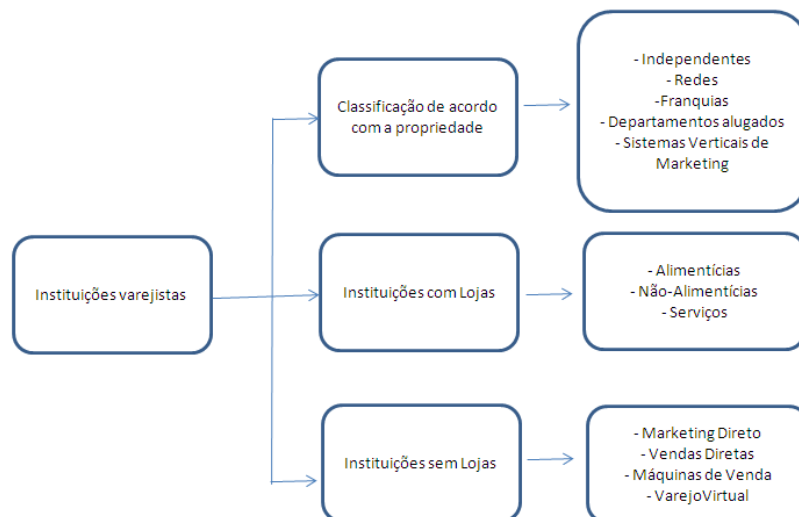 Instituições varejistas
Classificação de acordo
com a propriedade
- Independentes
- Redes
-Franquias
- Departamentos alugados
- Sistemas Verticais de
Marketing
Instituições com Lojas
- Alimentícias
- Não-Alimentícias
- Serviços
Instituições sem Lojas
- Marketing Direto
- Vendas Diretas
- Máquinas de Venda
- VarejoVirtual